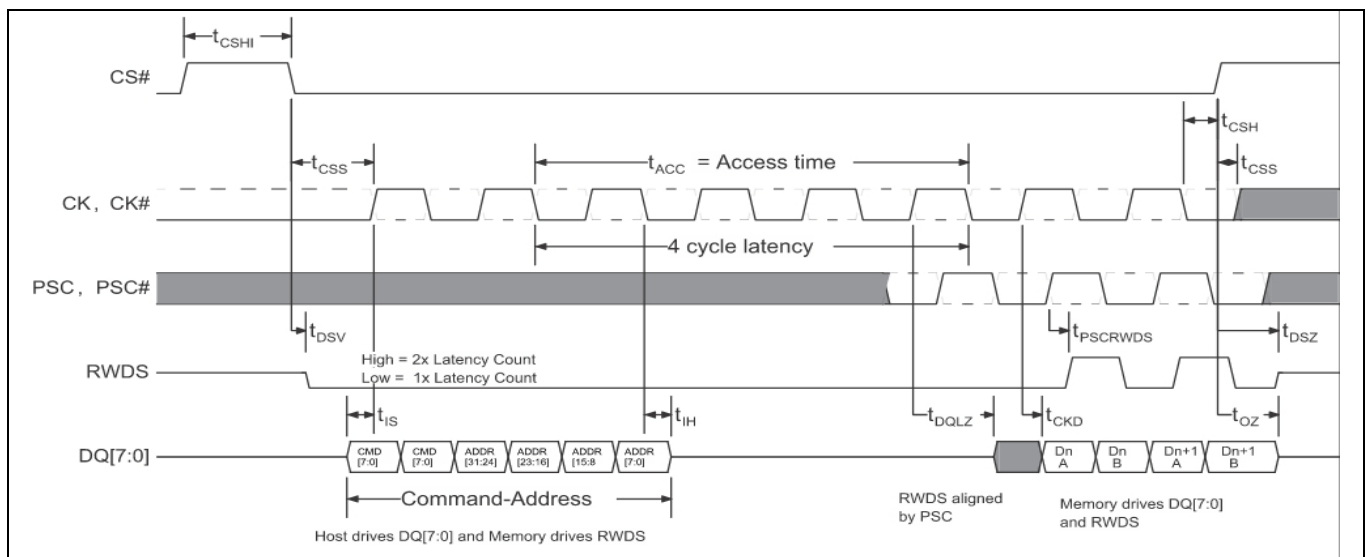 tCSHI
CS#
tCSH
tCSS
tACC = Access time
tCSS
CK, CK#
4 cycle latency
PSC, PSC#
tDSV
tPSCRWDS
tDSZ
High = 2x Latency Count
RWDS
Low = 1x Latency Count
tIS
tIH
tDQLZ
tCKD
tOZ
DQ[7:0]
CMD [7:0]
CMD [7:0]
ADDR [31:24]
ADDR [23:16]
ADDR [15:8
ADDR [7:0]
Dn A
Dn B
Dn+1 A
Dn+1 B
Command-Address
RWDS aligned by PSC
Memory drives DQ[7:0] and RWDS
Host drives DQ[7:0] and Memory drives RWDS